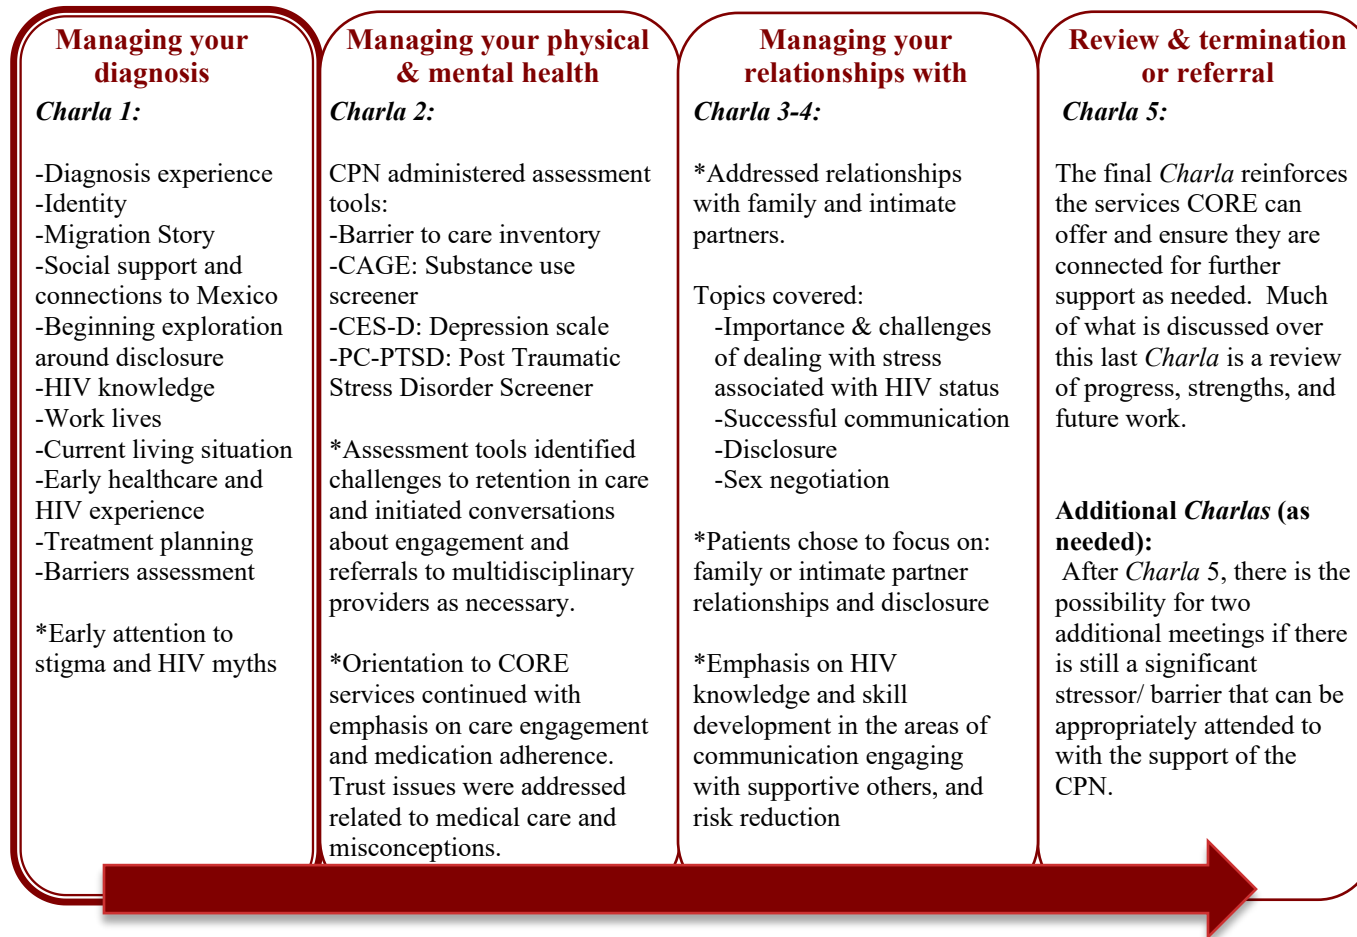 Managing your
diagnosis
Charla 1:
-Diagnosis experience
-Identity
-Migration Story
-Social support and
connections to Mexico
-Beginning exploration
around disclosure
-HIV knowledge
-Work lives
-Current living situation
-Early healthcare and
HIV experience
-Treatment planning
-Barriers assessment
*Early attention to
stigma and HIV myths
Managing your physical
& mental health
Charla 2:
CPN administered assessment
tools:
-Barrier to care inventory
-CAGE: Substance use
screener
-CES-D: Depression scale
-PC-PTSD: Post Traumatic
Stress Disorder Screener
*Assessment tools identified
challenges to retention in care
and initiated conversations
about engagement and
referrals to multidisciplinary
providers as necessary.
*Orientation to CORE
services continued with
emphasis on care engagement
and medication adherence.
Trust issues were addressed
related to medical care and
misconceptions.
Managing your
relationships with
Charla 3-4:
*Addressed relationships
with family and intimate
partners.
Topics covered:
-Importance & challenges
of dealing with stress
associated with HIV status
-Successful communication
-Disclosure
-Sex negotiation
*Patients chose to focus on:
family or intimate partner
relationships and disclosure
*Emphasis on HIV
knowledge and skill
development in the areas of
communication engaging
with supportive others, and
risk reduction
Review & termination
or referral
Charla 5:
The final Charla reinforces
the services CORE can
offer and ensure they are
connected for further
support as needed. Much
of what is discussed over
this last Charla is a review
of progress, strengths, and
future work.
Additional Charlas (as
needed):
After Charla 5, there is the
possibility for two
additional meetings if there
is still a significant
stressor/ barrier that can be
appropriately attended to
with the support of the
CPN.